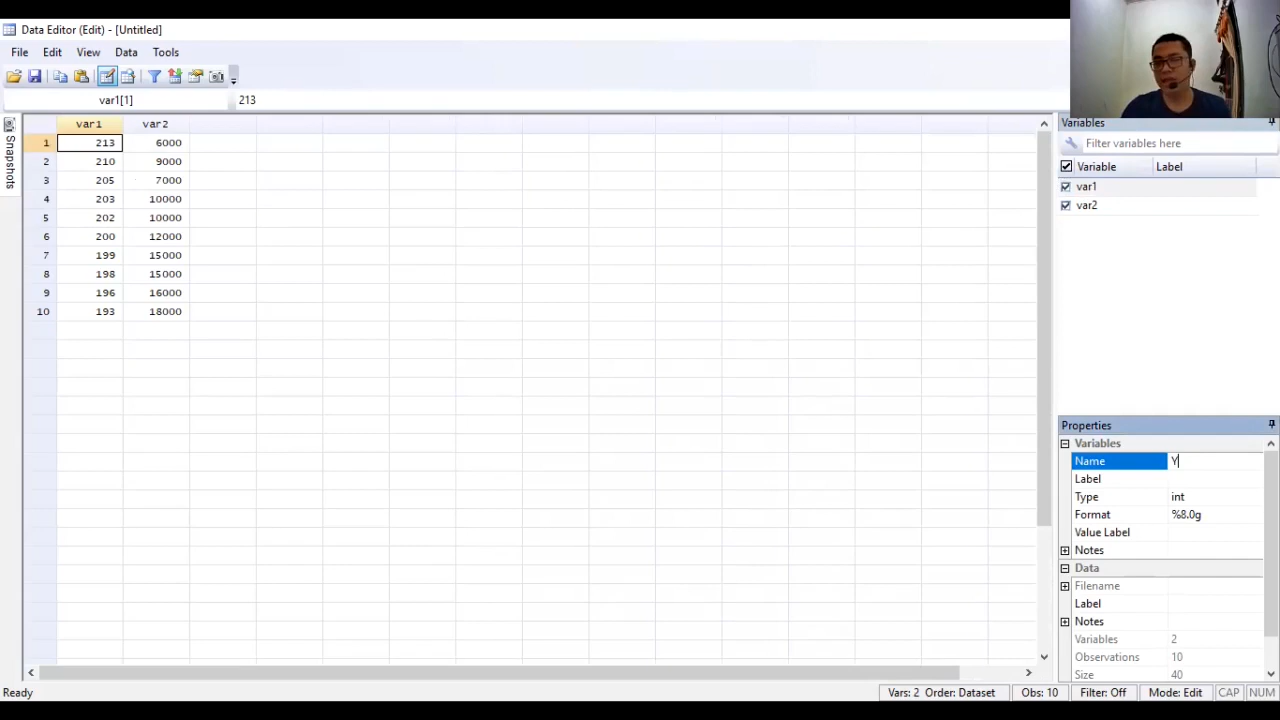 Data Editor (Edit) - [Untitled]
File Edit View Data Tools
var1[1] 213
Snapshots
var1 var2
1 213 6000
2 210 9000
3 205 7000
4 203 10000
5 202 10000
6 200 12000
7 199 15000
8 198 15000
9 196 16000
10 193 18000
Variables
Filter variables here
Variable Label
var1
var2
Properties
Variables
Name Y
Label
Type int
Format %8.0g
Value Label
Notes
Data
Filename
Label
Notes
Variables 2
Observations 10
Size 40
Ready Vars: 2 Order: Dataset Obs: 10 Filter: Off Mode: Edit CAP NUM